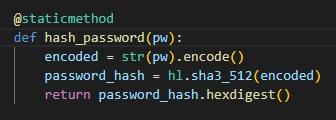 @staticmethod
def hash_password(pw):
    encoded = str(pw).encode()
    password_hash = hl.sha3_512(encoded)
    return password_hash.hexdigest()